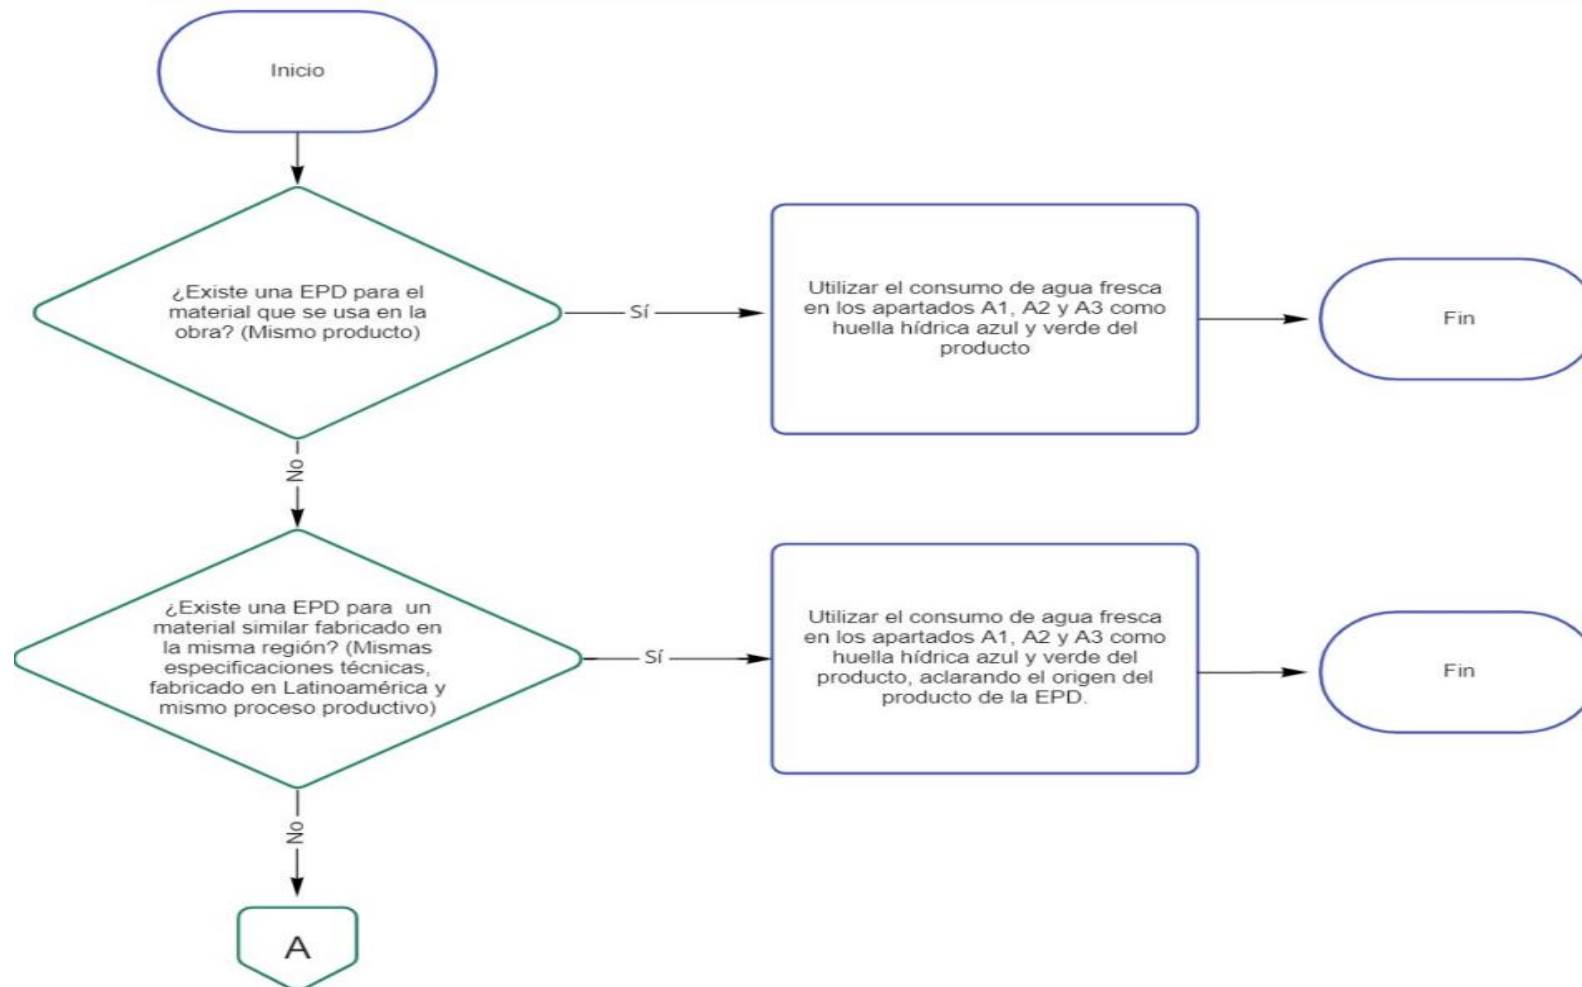 Inicio
¿Existe una EPD para el
material que se usa en la
obra? (Mismo producto)
Sí
Utilizar el consumo de agua fresca
en los apartados A1, A2 y A3 como
huella hídrica azul y verde del
producto
Fin
No
¿Existe una EPD para un
material similar fabricado en
la misma región? (Mismas
especificaciones técnicas,
fabricado en Latinoamérica y
mismo proceso productivo)
Sí
Utilizar el consumo de agua fresca
en los apartados A1, A2 y A3 como
huella hídrica azul y verde del
producto, aclarando el origen del
producto de la EPD.
Fin
No
A